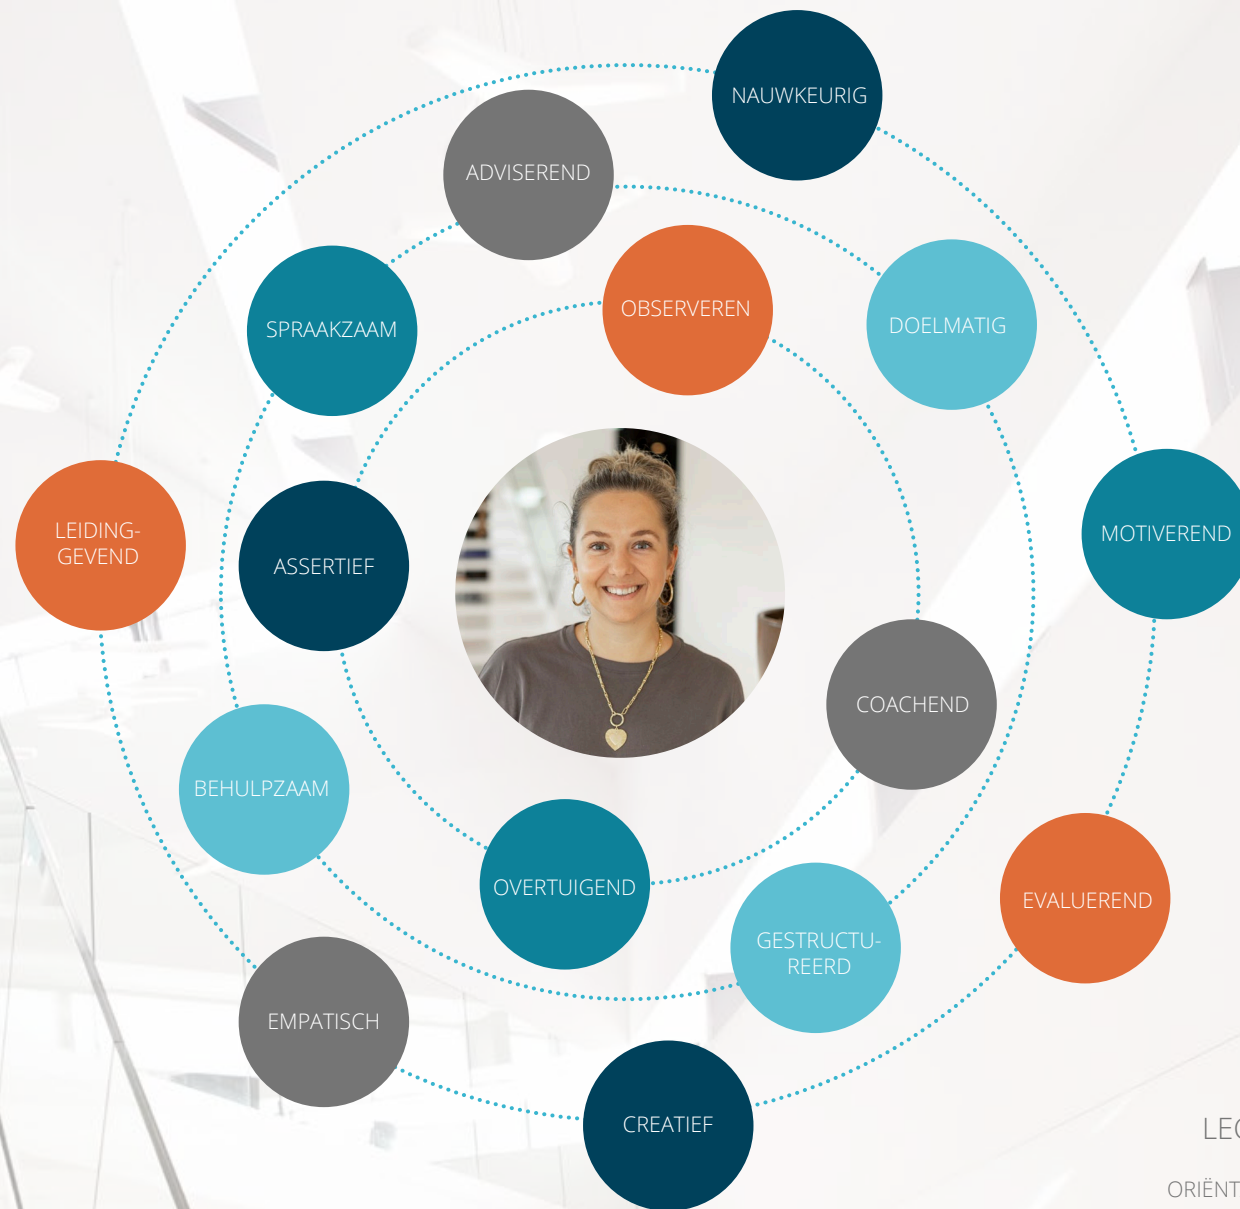 NAUWKEURIG
ADVISEREND
OBSERVEREN
DOELMATIG
SPRAAKZAAM
LEIDING-
GEVEND
ASSERTIEF
MOTIVEREND
COACHEND
BEHULPZAAM
OVERTUIGEND
EVALUEREND
GESTRUCTU-
REERD
EMPATISCH
CREATIEF